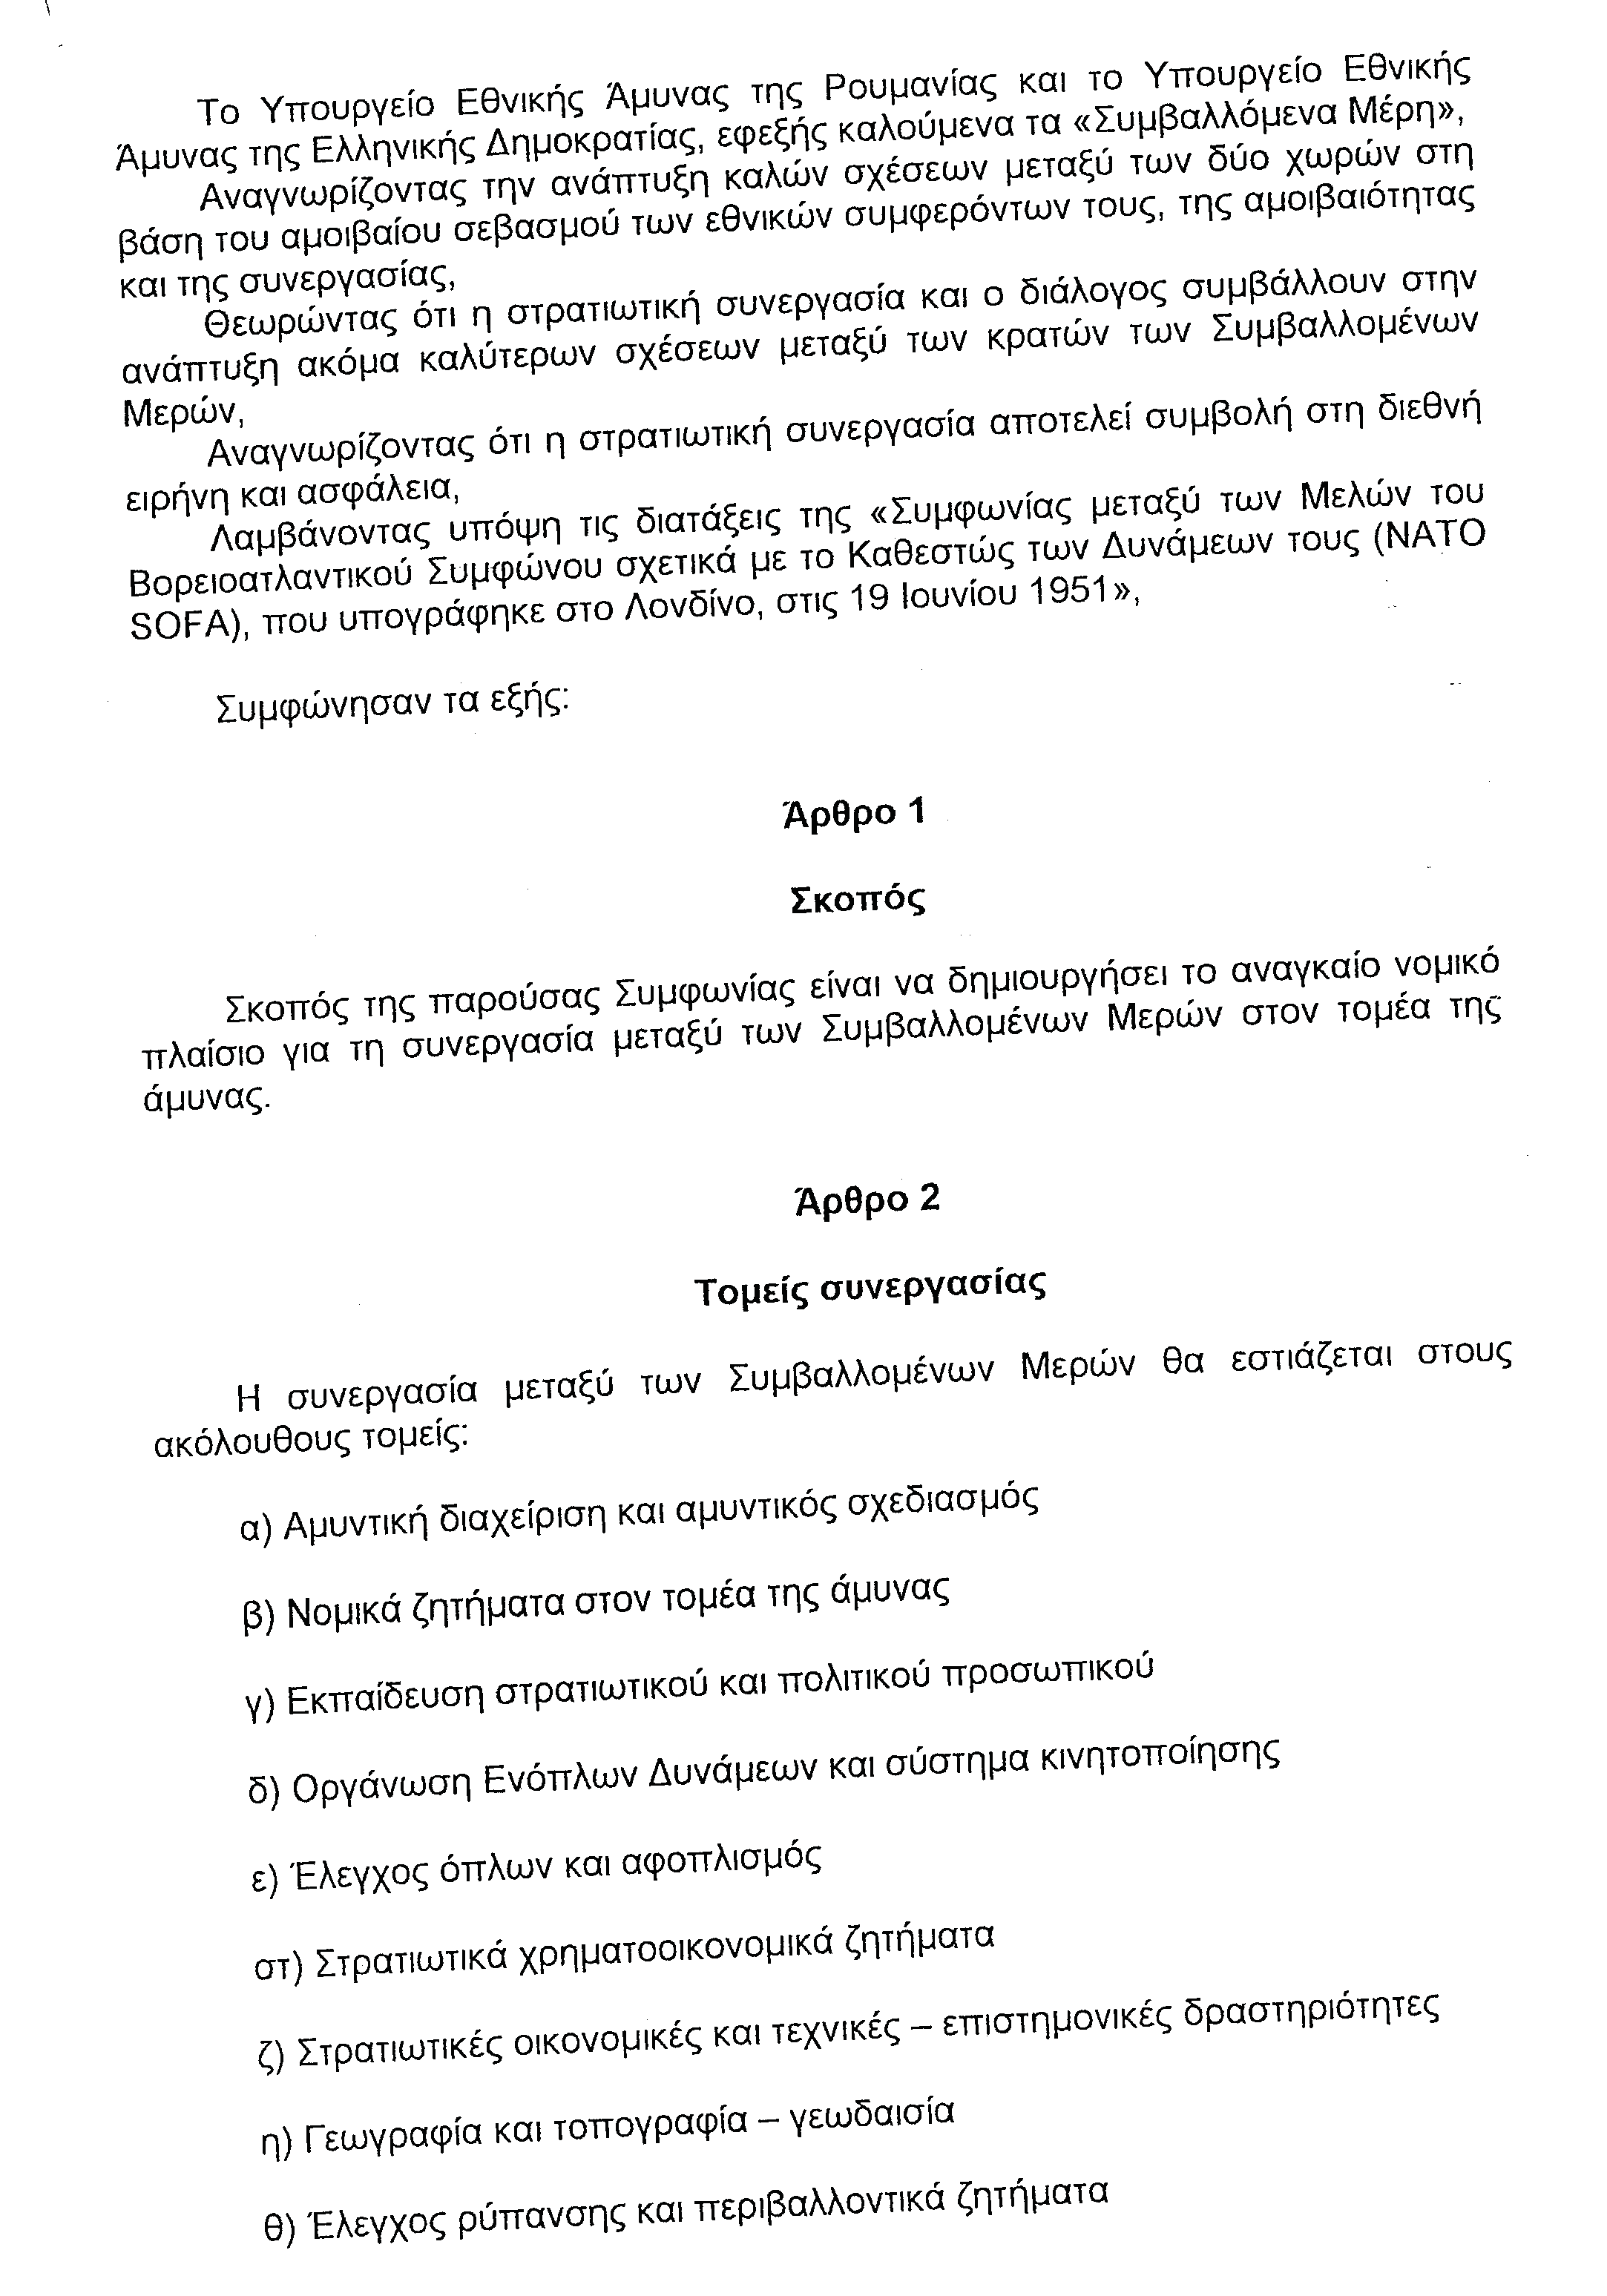 Το Υπουργείο Εθνικής Άμυνας της Ρουμανίας και το Υπουργείο Εθνικής
Άμυνας της Ελληνικής Δημοκρατίας, εφεξής καλούμενα τα «Συμβαλλόμενα Μέρη»,
Αναγνωρίζοντας την ανάπτυξη καλών σχέσεων μεταξύ των δύο χωρών στη
βάση του αμοιβαίου σεβασμού των εθνικών συμφερόντων τους, της αμοιβαιότητας
και της συνεργασίας,
Θεωρώντας ότι η στρατιωτική συνεργασία και ο διάλογος συμβάλλουν στην
ανάπτυξη ακόμα καλύτερων σχέσεων μεταξύ των κρατών των Συμβαλλομένων
Μερών,
Αναγνωρίζοντας ότι η στρατιωτική συνεργασία αποτελεί συμβολή στη διεθνή
ειρήνη και ασφάλεια,
Λαμβάνοντας υπόψη τις διατάξεις της «Συμφωνίας μεταξύ των Μελών του
Βορειοατλαντικού Συμφώνου σχετικά με το Καθεστώς των Δυνάμεων τους (NATO
SOFA), που υπογράφηκε στο Λονδίνο, στις 19 Ιουνίου 1951»,
Συμφώνησαν τα εξής:
Άρθρο 1
Σκοπός
Σκοπός της παρούσας Συμφωνίας είναι να δημιουργήσει το αναγκαίο νομικό
πλαίσιο για τη συνεργασία μεταξύ των Συμβαλλομένων Μερών στον τομέα της
άμυνας.
Άρθρο 2
Τομείς συνεργασίας
Η συνεργασία μεταξύ των Συμβαλλομένων Μερών θα εστιάζεται στους
ακόλουθους τομείς:
α) Αμυντική διαχείριση και αμυντικός σχεδιασμός
β) Νομικά ζητήματα στον τομέα της άμυνας
γ) Εκπαίδευση στρατιωτικού και πολιτικού προσωπικού
δ) Οργάνωση Ενόπλων Δυνάμεων και σύστημα κινητοποίησης
ε) Έλεγχος όπλων και αφοπλισμός
στ) Στρατιωτικά χρηματοοικονομικά ζητήματα
ζ) Στρατιωτικές οικονομικές και τεχνικές – επιστημονικές δραστηριότητες
η) Γεωγραφία και τοπογραφία – γεωδαισία
θ) Έλεγχος ρύπανσης και περιβαλλοντικά ζητήματα